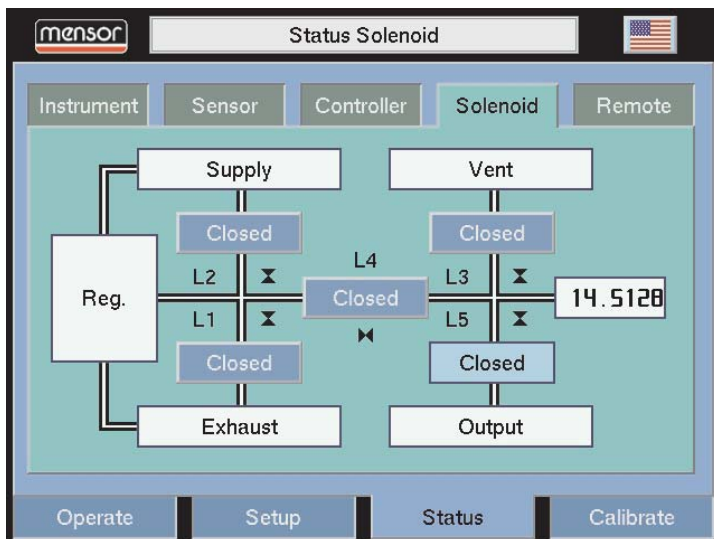 mensor
Status Solenoid
Instrument
Sensor
Controller
Solenoid
Remote
Supply
Vent
Closed
Closed
L4
L2
L3
Reg.
Closed
14.5128
L1
L5
Closed
Closed
Exhaust
Output
Operate
Setup
Status
Calibrate